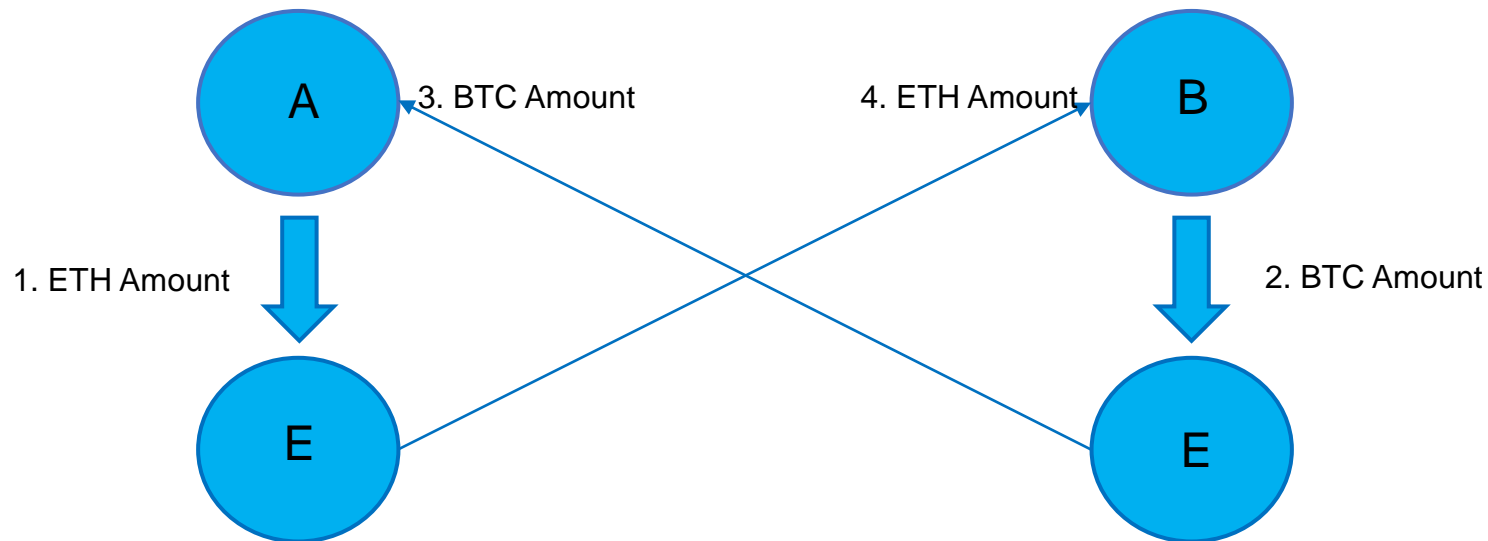 A
3. BTC Amount
4. ETH Amount
B
1. ETH Amount
2. BTC Amount
E
E